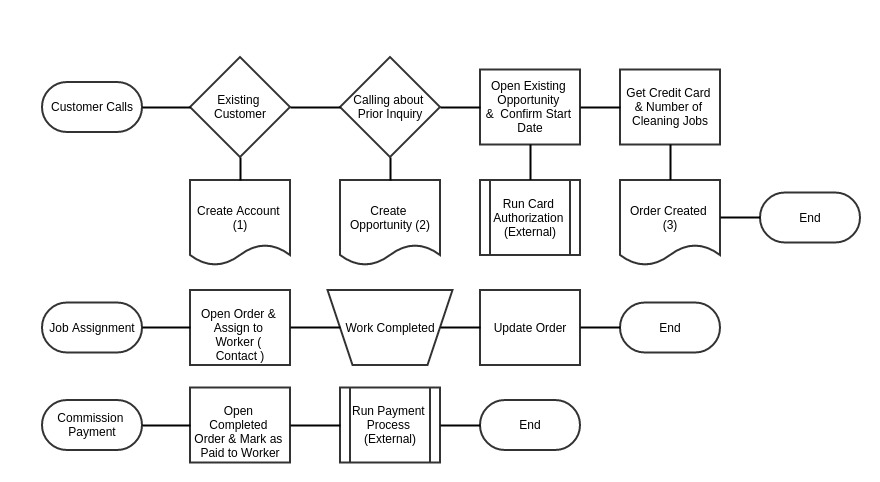 Customer Calls
Existing
Customer
Calling about
Prior Inquiry
Open Existing
Opportunity
& Confirm Start
Date
Get Credit Card
& Number of
Cleaning Jobs
Create Account
(1)
Create
Opportunity (2)
Run Card
Authorization
(External)
Order Created
(3)
End
Job Assignment
Open Order &
Assign to
Worker (
Contact )
Work Completed
Update Order
End
Commission
Payment
Open
Completed
Order & Mark as
Paid to Worker
Run Payment
Process
(External)
End